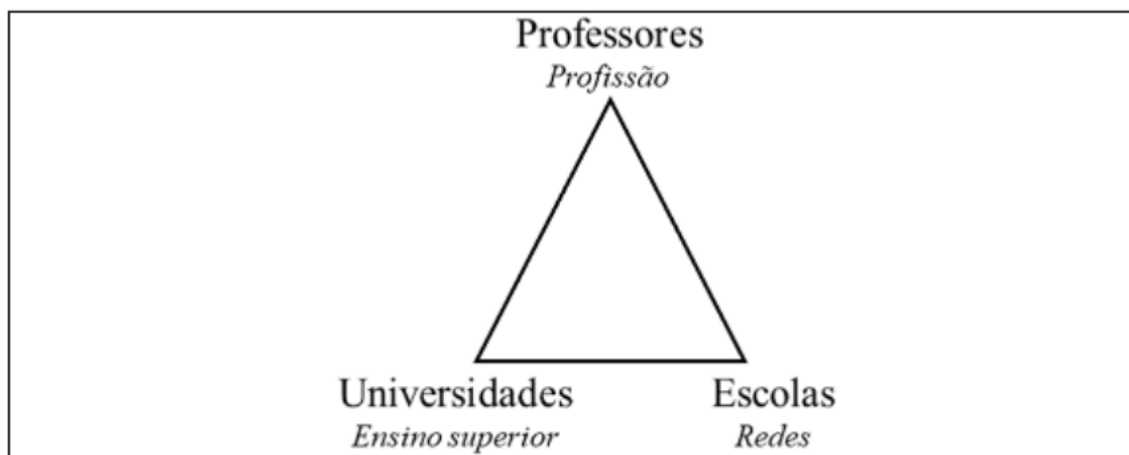 Professores
Profissão
Universidades
Escolas
Ensino superior
Redes